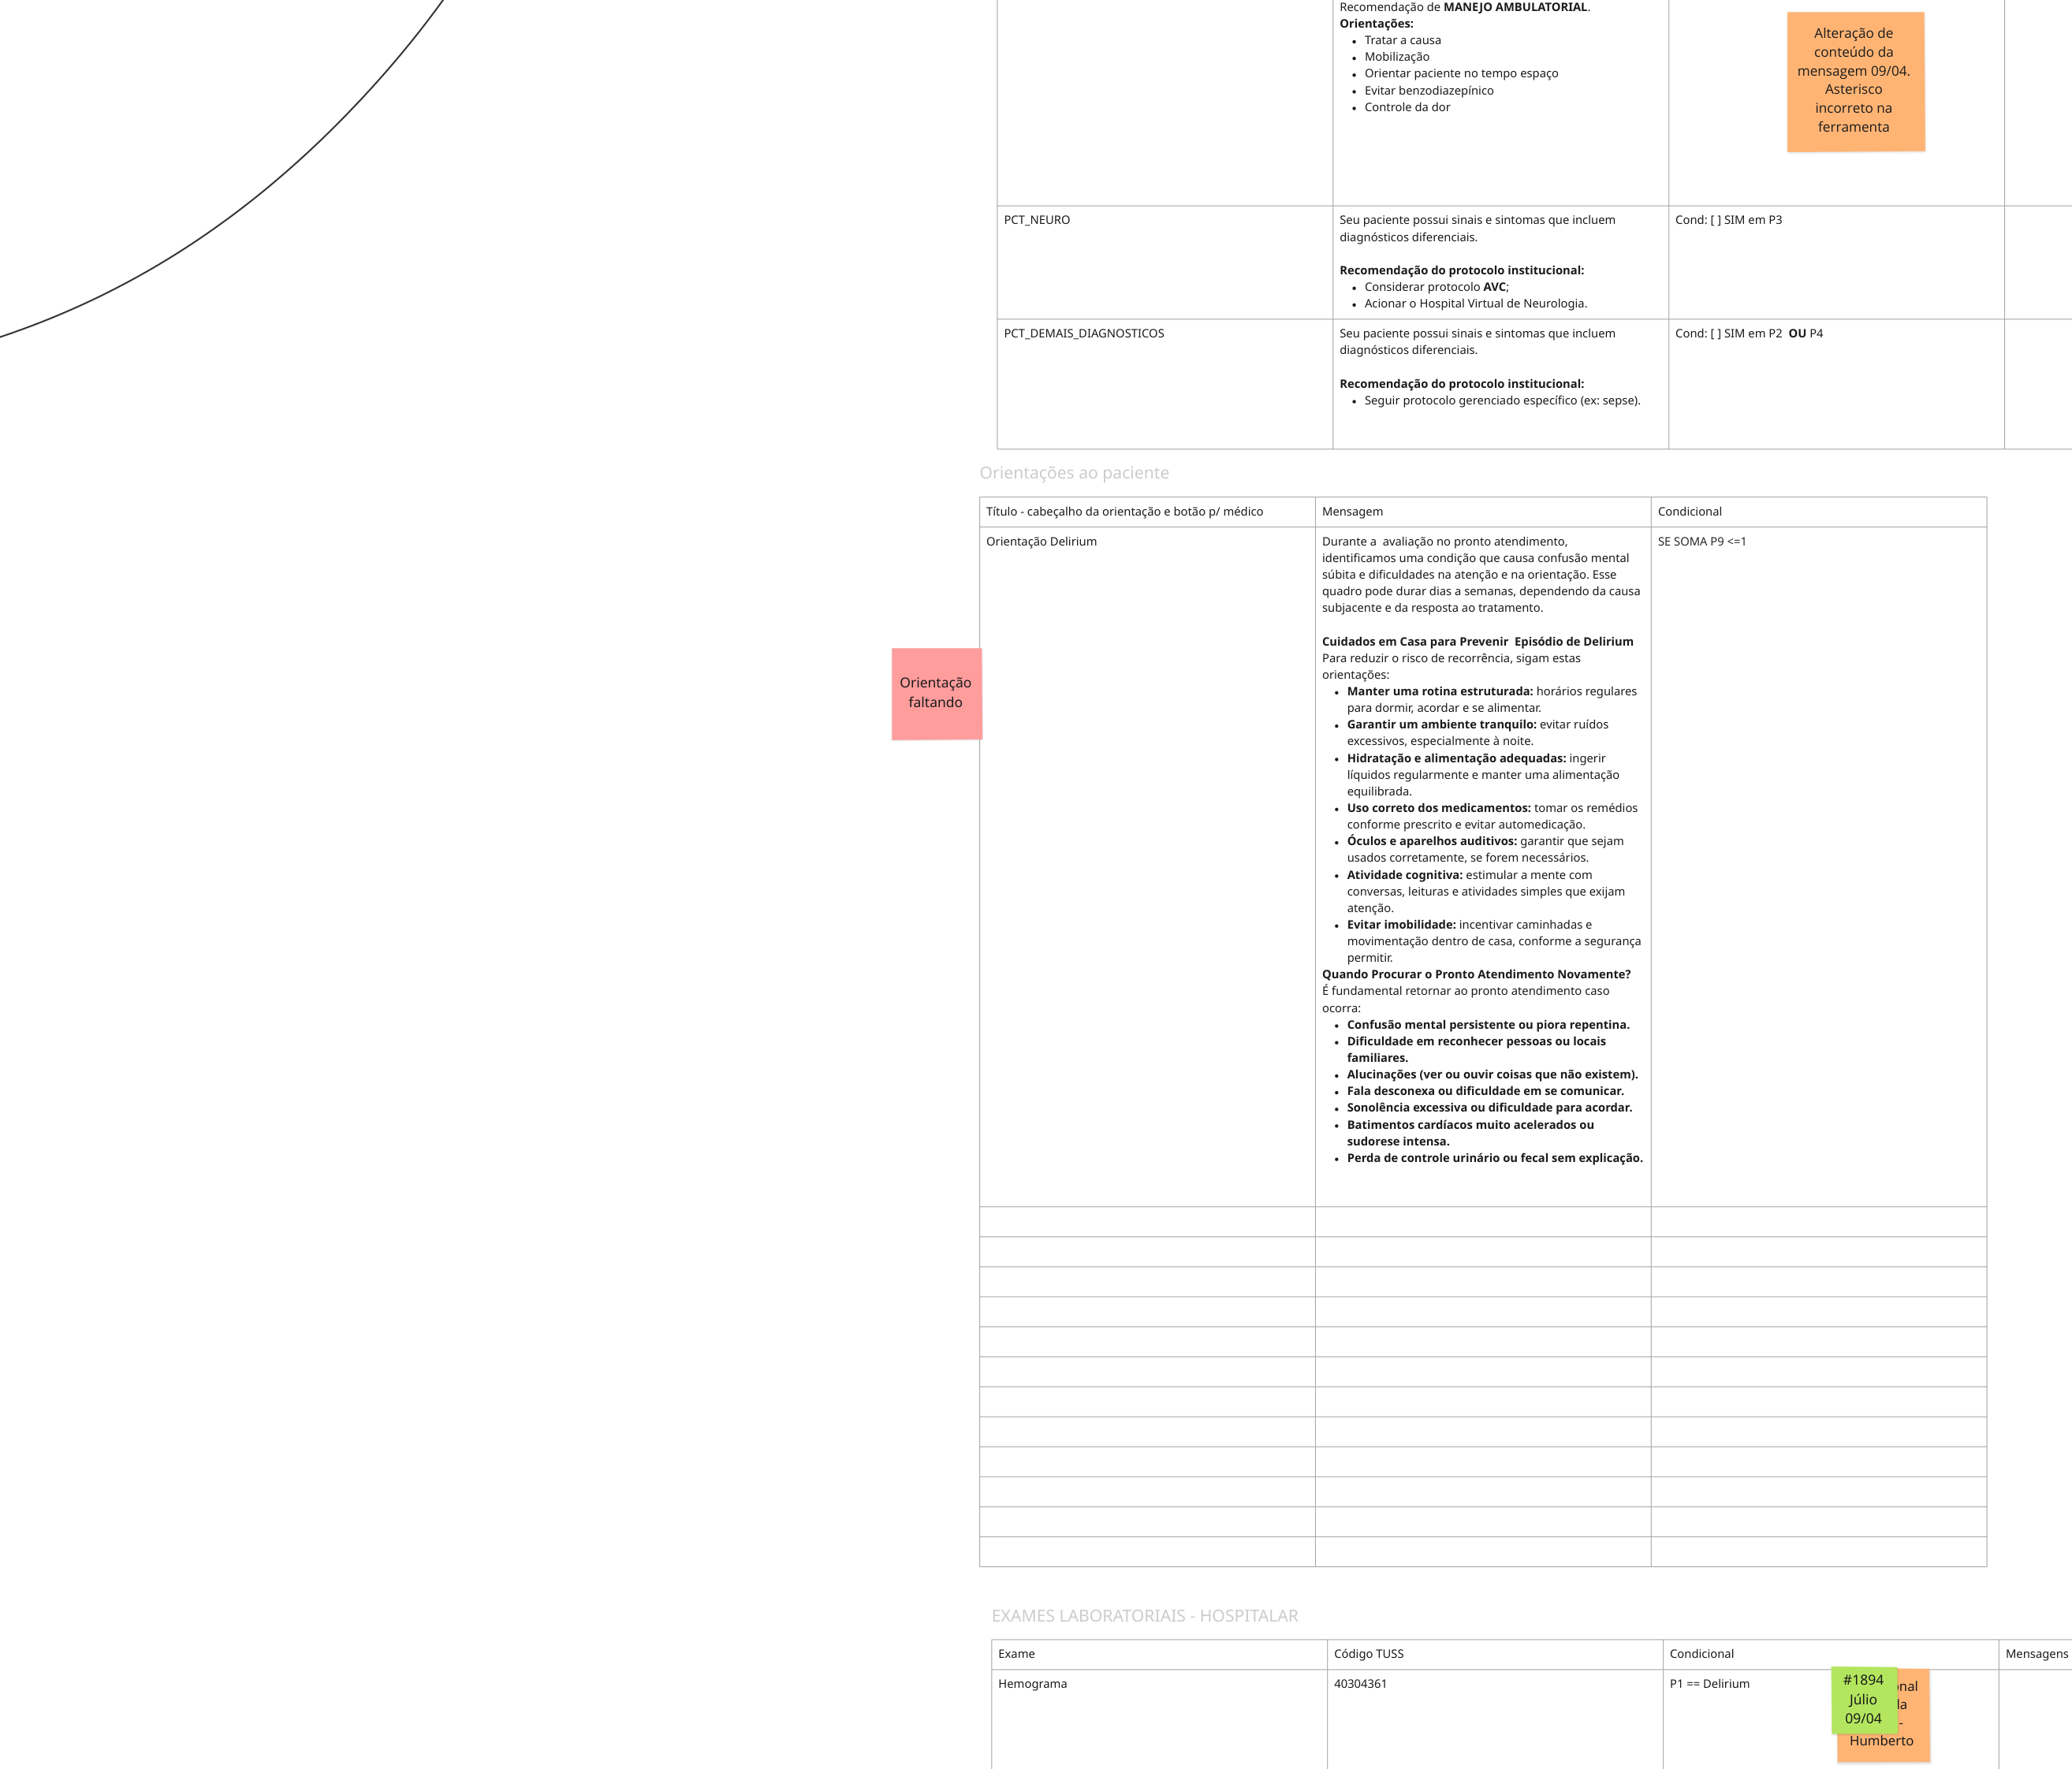 Recomendação de MANEJO AMBULATORIAL.
Orientações:
• Tratar a causa
• Mobilização
• Orientar paciente no tempo espaço
• Evitar benzodiazepínico
• Controle da dor
Alteração de
conteúdo da
mensagem 09/04.
Asterisco
incorreto na
ferramenta
PCT_NEURO
Seu paciente possui sinais e sintomas que incluem
diagnósticos diferenciais.
Recomendação do protocolo institucional:
• Considerar protocolo AVC;
• Acionar o Hospital Virtual de Neurologia.
Cond: [ ] SIM em P3
PCT_DEMAIS_DIAGNOSTICOS
Seu paciente possui sinais e sintomas que incluem
diagnósticos diferenciais.
Recomendação do protocolo institucional:
• Seguir protocolo gerenciado específico (ex: sepse).
Cond: [ ] SIM em P2 OU P4
Orientações ao paciente
Título - cabeçalho da orientação e botão p/ médico
Mensagem
Condicional
Orientação Delirium
Durante a avaliação no pronto atendimento,
identificamos uma condição que causa confusão mental
súbita e dificuldades na atenção e na orientação. Esse
quadro pode durar dias a semanas, dependendo da causa
subjacente e da resposta ao tratamento.
Cuidados em Casa para Prevenir Episódio de Delirium
Para reduzir o risco de recorrência, sigam estas
orientações:
• Manter uma rotina estruturada: horários regulares
para dormir, acordar e se alimentar.
• Garantir um ambiente tranquilo: evitar ruídos
excessivos, especialmente à noite.
• Hidratação e alimentação adequadas: ingerir
líquidos regularmente e manter uma alimentação
equilibrada.
• Uso correto dos medicamentos: tomar os remédios
conforme prescrito e evitar automedicação.
• Óculos e aparelhos auditivos: garantir que sejam
usados corretamente, se forem necessários.
• Atividade cognitiva: estimular a mente com
conversas, leituras e atividades simples que exijam
atenção.
• Evitar imobilidade: incentivar caminhadas e
movimentação dentro de casa, conforme a segurança
permitir.
Quando Procurar o Pronto Atendimento Novamente?
É fundamental retornar ao pronto atendimento caso
ocorra:
• Confusão mental persistente ou piora repentina.
• Dificuldade em reconhecer pessoas ou locais
familiares.
• Alucinações (ver ou ouvir coisas que não existem).
• Fala desconexa ou dificuldade em se comunicar.
• Sonolência excessiva ou dificuldade para acordar.
• Batimentos cardíacos muito acelerados ou
sudorese intensa.
• Perda de controle urinário ou fecal sem explicação.
SE SOMA P9 <=1
Orientação
faltando
EXAMES LABORATORIAIS - HOSPITALAR
Exame
Código TUSS
Condicional
Mensagens
Hemograma
40304361
P1 == Delirium
#1894
Júlio
09/04
Humberto